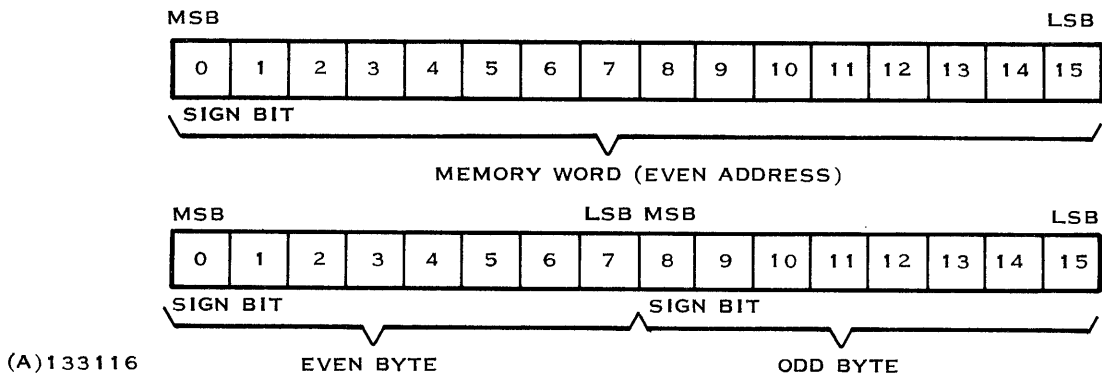 MSB LSB
0 1 2 3 4 5 6 7 8 9 10 11 12 13 14 15
SIGN BIT
MEMORY WORD (EVEN ADDRESS)
MSB LSB MSB LSB
0 1 2 3 4 5 6 7 8 9 10 11 12 13 14 15
SIGN BIT SIGN BIT
(A)133116 EVEN BYTE ODD BYTE